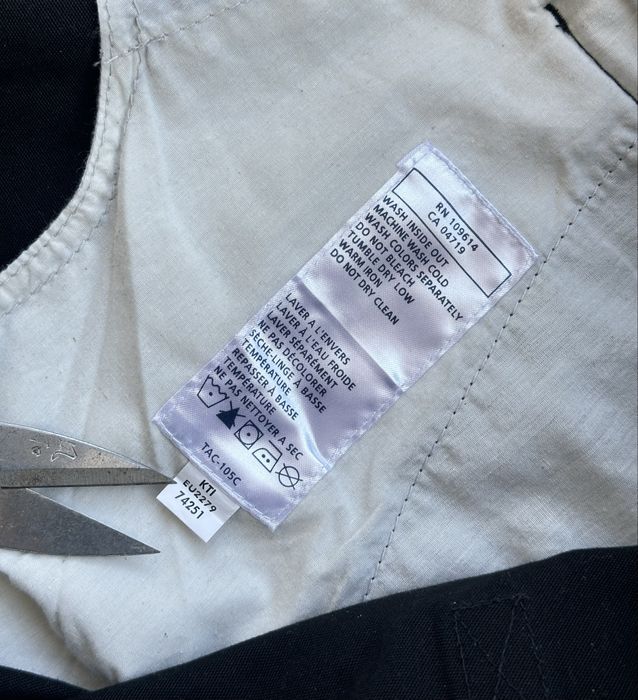 RN 109614
CA 04719
WASH INSIDE OUT
MACHINE WASH COLD
WASH COLORS SEPARATELY
DO NOT BLEACH
TUMBLE DRY LOW
WARM IRON
DO NOT DRY CLEAN
LAVER A L'ENVERS
LAVER À L'EAU FROIDE
LAVER SÉPARÉMENT
NE PAS DÉCOLORER
SÈCHE-LINGE À BASSE
TEMPÉRATURE
REPASSER À BASSE
TEMPÉRATURE
NE PAS NETTOYER A SEC
TAC-105C
KTI
EU2279
74251